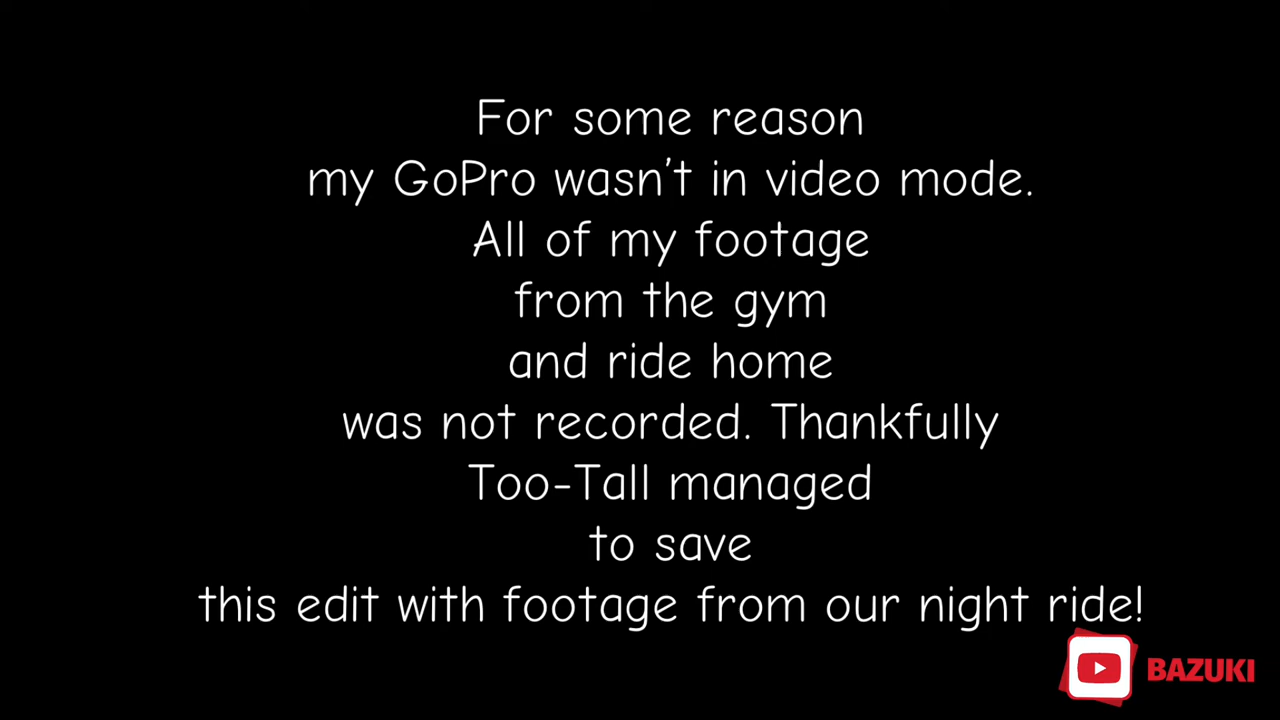 For some reason
my GoPro wasn't in video mode.
All of my footage
from the gym
and ride home
was not recorded. Thankfully
Too-Tall managed
to save
this edit with footage from our night ride!
BAZUKI